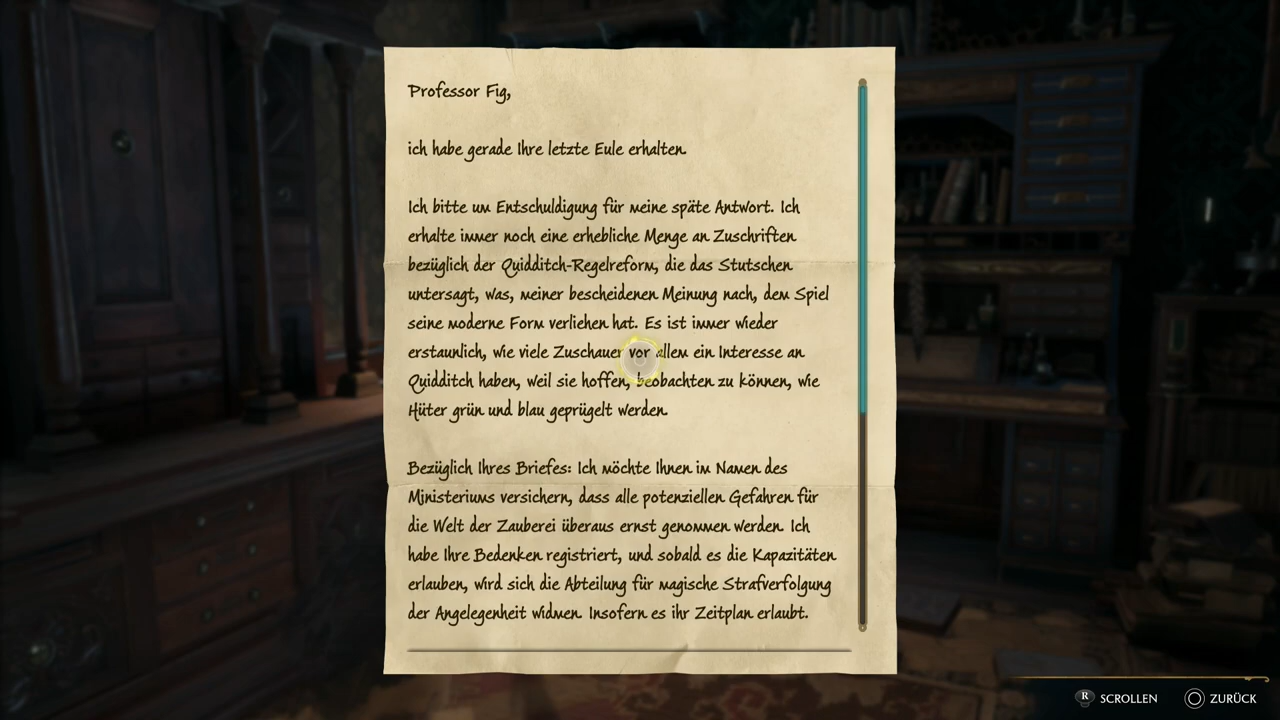 Professor Fig,
ich habe gerade Ihre letzte Eule erhalten.
Ich bitte um Entschuldigung für meine späte Antwort. Ich
erhalte immer noch eine erhebliche Menge an Zuschriften
bezüglich der Quidditch-Regelreform, die das Stutschen
untersagt, was, meiner bescheidenen Meinung nach, dem Spiel
seine moderne Form verliehen hat. Es ist immer wieder
erstaunlich, wie viele Zuschauer vor allem ein Interesse an
Quidditch haben, weil sie hoffen, beobachten zu können, wie
Hüter grün und blau geprügelt werden.
Bezüglich Ihres Briefes: Ich möchte Ihnen im Namen des
Ministeriums versichern, dass alle potenziellen Gefahren für
die Welt der Zauberei überaus ernst genommen werden. Ich
habe Ihre Bedenken registriert, und sobald es die Kapazitäten
erlauben, wird sich die Abteilung für magische Strafverfolgung
der Angelegenheit widmen. Insofern es ihr Zeitplan erlaubt.
R SCROLLEN ZURÜCK